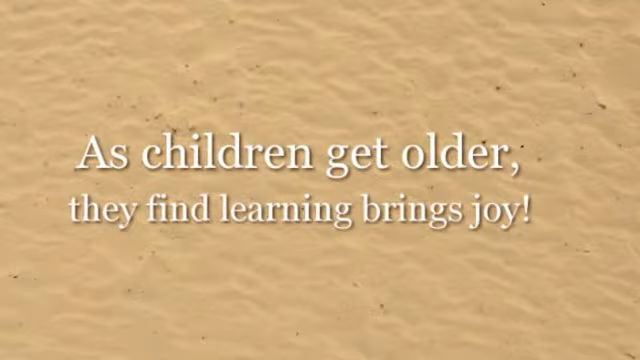 As children get older,
they find learning brings joy!